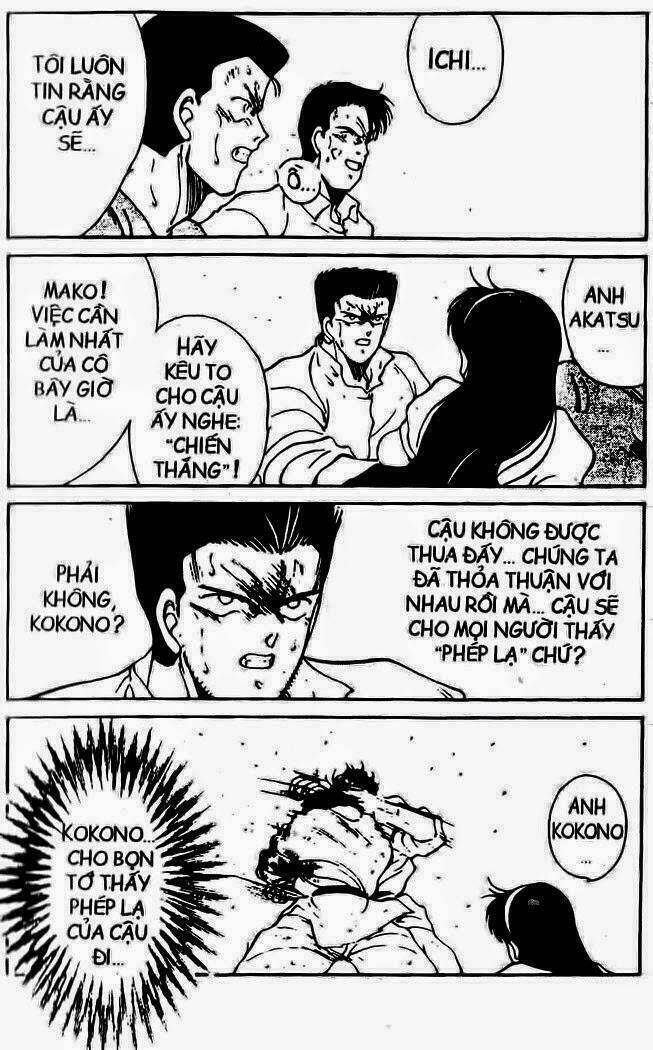 TÔI LUÔN
TIN RẰNG
CẬU ẤY
SẼ...
Ồ...
ICHI...
MAKO!
VIỆC CẦN
LÀM NHẤT
CỦA CÔ
BÂY GIỜ
LÀ...
HÃY
KÊU TO
CHO CẬU
ẤY NGHE:
"CHIẾN
THẮNG"!
ANH
AKATSU
...
PHẢI
KHÔNG,
KOKONO?
CẬU KHÔNG ĐƯỢC
THUA ĐẤY... CHÚNG TA
ĐÃ THỎA THUẬN VỚI
NHAU RỒI MÀ... CẬU SẼ
CHO MỌI NGƯỜI THẤY
"PHÉP LẠ" CHỨ?
KOKONO...
CHO BỌN
TỚ THẤY
PHÉP LẠ
CỦA CẬU
ĐI...
ANH
KOKONO
...